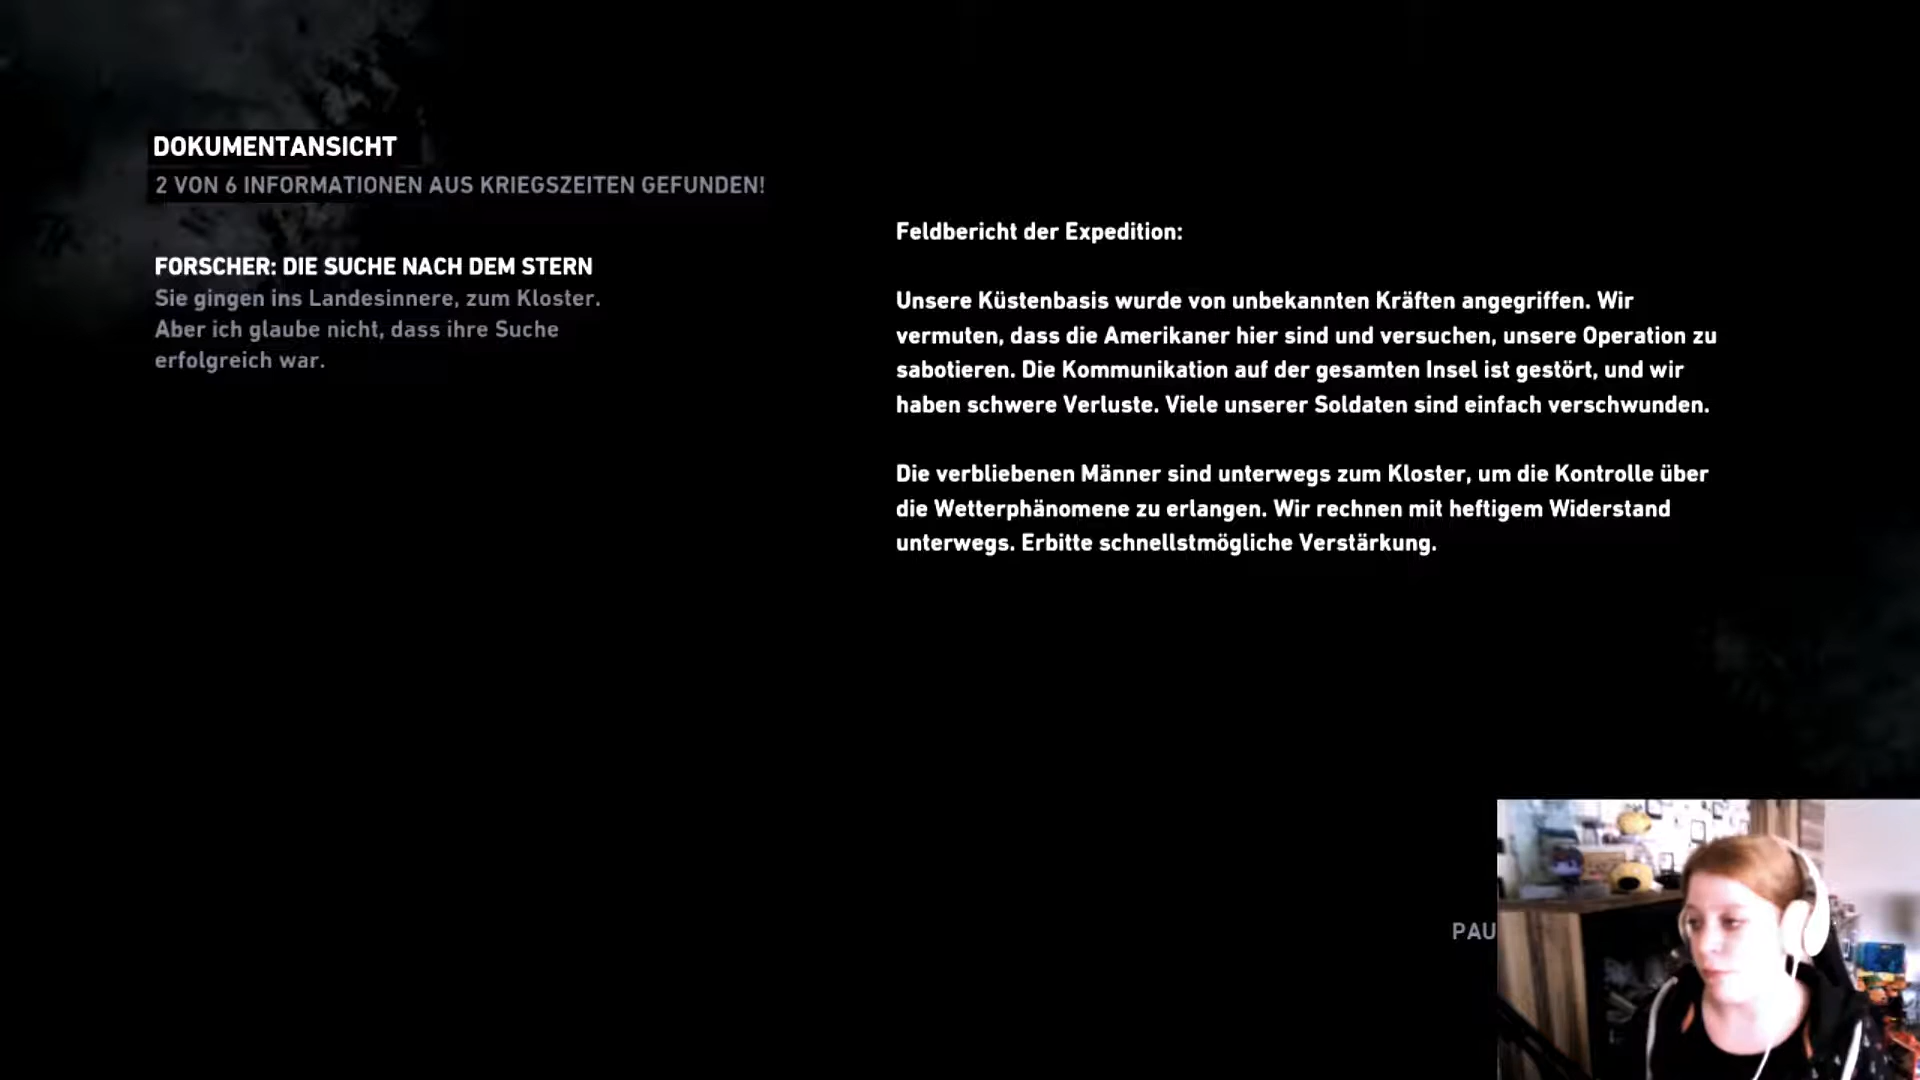 DOKUMENTANSICHT
2 VON 6 INFORMATIONEN AUS KRIEGSZEITEN GEFUNDEN!
FORSCHER: DIE SUCHE NACH DEM STERN
Sie gingen ins Landesinnere, zum Kloster.
Aber ich glaube nicht, dass ihre Suche
erfolgreich war.
Feldbericht der Expedition:
Unsere Küstenbasis wurde von unbekannten Kräften angegriffen. Wir
vermuten, dass die Amerikaner hier sind und versuchen, unsere Operation zu
sabotieren. Die Kommunikation auf der gesamten Insel ist gestört, und wir
haben schwere Verluste. Viele unserer Soldaten sind einfach verschwunden.
Die verbliebenen Männer sind unterwegs zum Kloster, um die Kontrolle über
die Wetterphänomene zu erlangen. Wir rechnen mit heftigem Widerstand
unterwegs. Erbitte schnellstmögliche Verstärkung.
PAU